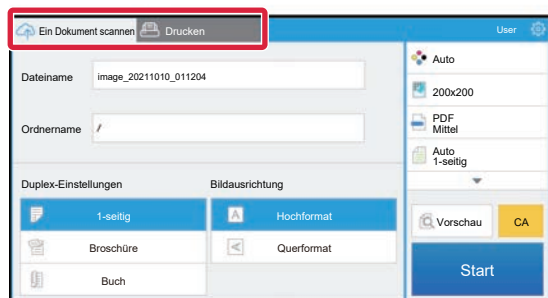 Ein Dokument scannen
Drucken
User
Dateiname
image_20211010_011204
Ordnername
/
Duplex-Einstellungen
Bildausrichtung
1-seitig
A
Hochformat
Broschüre
Querformat
Buch
Auto
200x200
PDF
Mittel
Auto
1-seitig
Vorschau
CA
Start